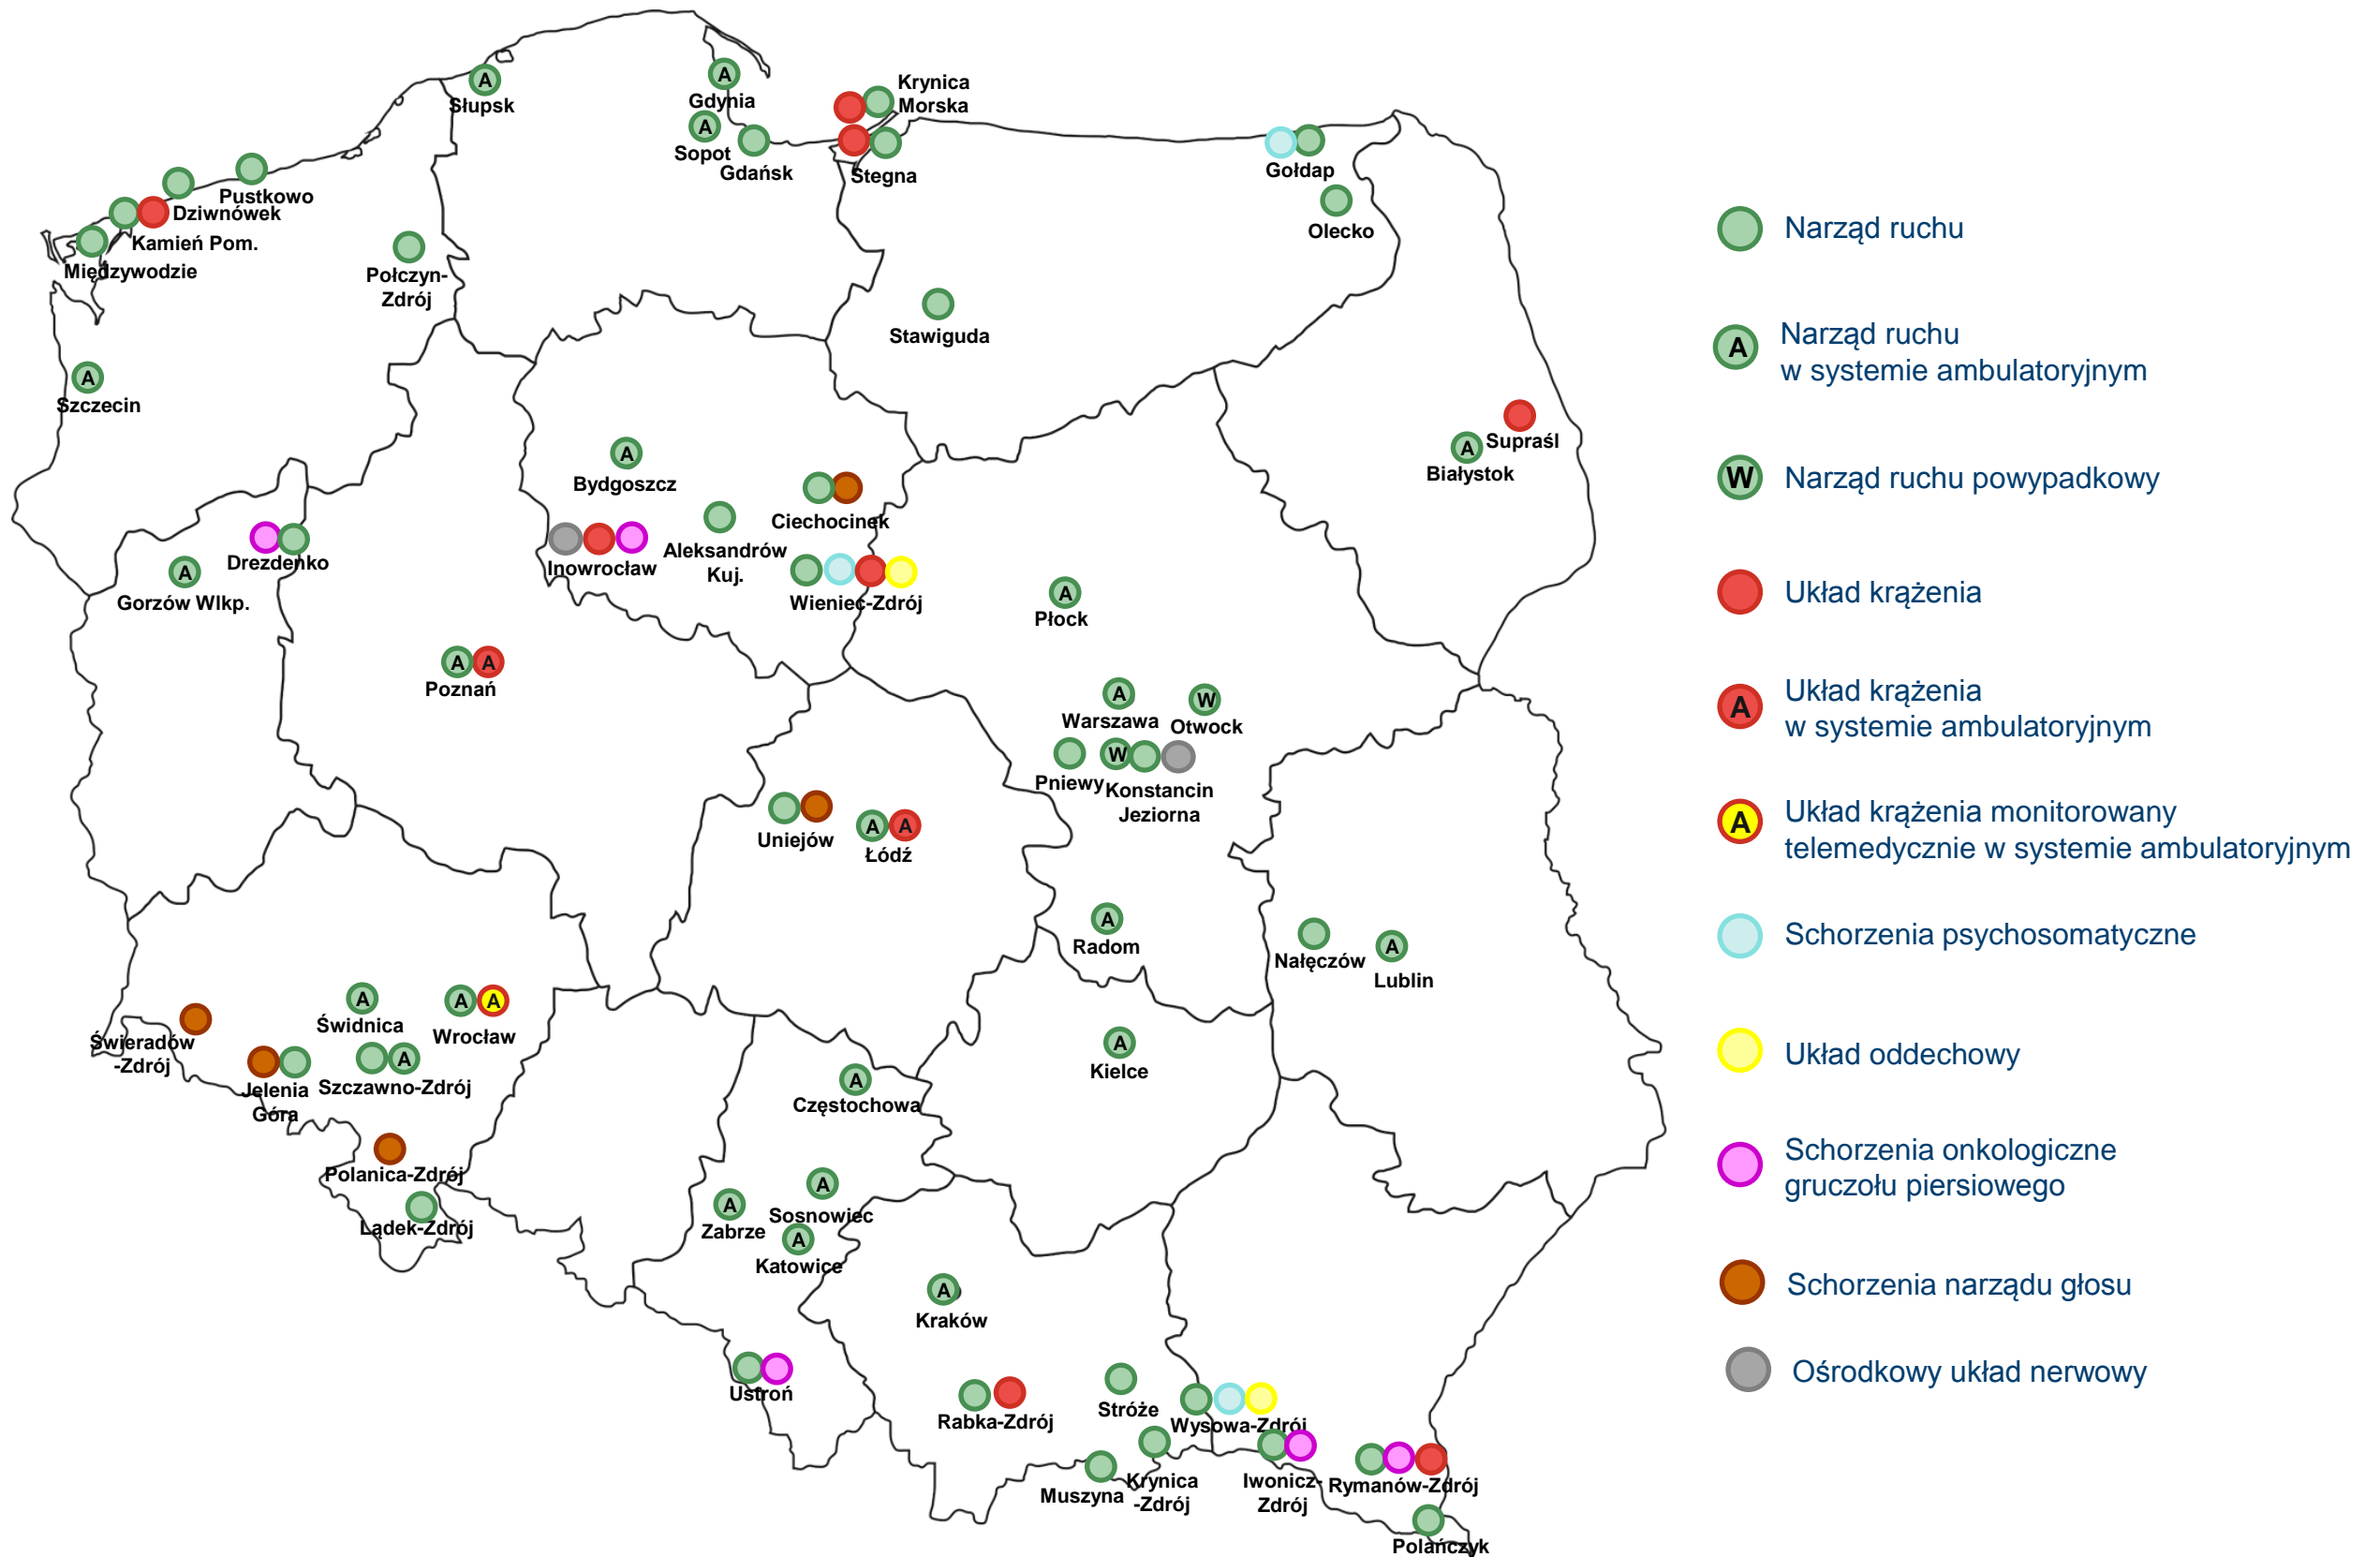 A
Słupsk
A
Gdynia
A
Sopot
Gdańsk
Krynica
Morska
Stegna
Gołdap
Olecko
Pustkowo
Dziwnówek
Kamień Pom.
Międzywodzie
Połczyn-
Zdrój
Stawiguda
A
Szczecin
A
Bydgoszcz
Supraśl
A
Białystok
Ciechocinek
Aleksandrów
Kuj.
Inowrocław
Wieniec-Zdrój
Drezdenko
A
Gorzów Wlkp.
A
Płock
A A
Poznań
A
Warszawa
W
Otwock
Pniewy
W
Konstancin
Jeziorna
Uniejów
A A
Łódź
A
Radom
Nałęczów
A
Lublin
A
Świdnica
A A
Wrocław
Świeradów
-Zdrój
Jelenia
Góra
A
Szczawno-Zdrój
A
Kielce
A
Częstochowa
Polanica-Zdrój
Lądek-Zdrój
A
Zabrze
A
Sosnowiec
A
Katowice
A
Kraków
Ustroń
Rabka-Zdrój
Stróże
Wysowa-Zdrój
Muszyna
Krynica
-Zdrój
Iwonicz-
Zdrój
Rymanów-Zdrój
Polańczyk
Narząd ruchu
A
Narząd ruchu
w systemie ambulatoryjnym
W
Narząd ruchu powypadkowy
Układ krążenia
A
Układ krążenia
w systemie ambulatoryjnym
A
Układ krążenia monitorowany
telemedycznie w systemie ambulatoryjnym
Schorzenia psychosomatyczne
Układ oddechowy
Schorzenia onkologiczne
gruczołu piersiowego
Schorzenia narządu głosu
Ośrodkowy układ nerwowy